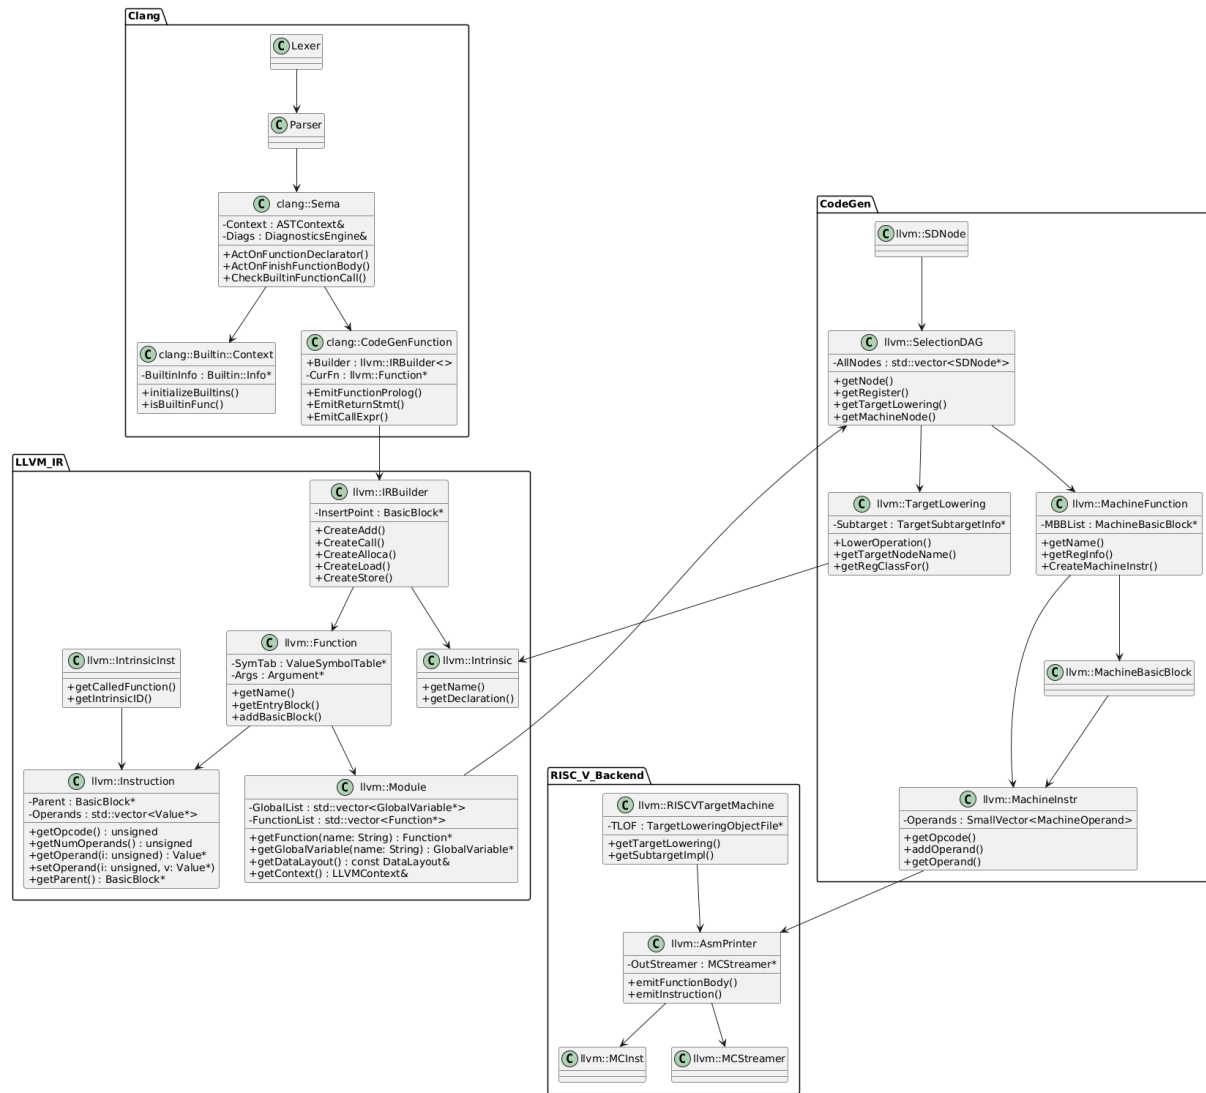 Clang
C Lexer
C Parser
C clang::Sema
-Context : ASTContext&
-Diags : DiagnosticsEngine&
+ActOnFunctionDeclarator()
+ActOnFinishFunctionBody()
+CheckBuiltinFunctionCall()
C clang::Builtin::Context
-BuiltinInfo : Builtin::Info*
+initializeBuiltins()
+isBuiltinFunc()
C clang::CodeGenFunction
+Builder : llvm::IRBuilder<>
-CurFn : llvm::Function*
+EmitFunctionProlog()
+EmitReturnStmt()
+EmitCallExpr()
LLVM_IR
C llvm::IRBuilder
-InsertPoint : BasicBlock*
+CreateAdd()
+CreateCall()
+CreateAlloca()
+CreateLoad()
+CreateStore()
C llvm::IntrinsicInst
+getCalledFunction()
+getIntrinsicID()
C llvm::Function
-SymTab : ValueSymbolTable*
-Args : Argument*
+getName()
+getEntryBlock()
+addBasicBlock()
C llvm::Intrinsic
+getName()
+getDeclaration()
C llvm::Instruction
-Parent : BasicBlock*
-Operands : std::vector<Value*>
+getOpcode() : unsigned
+getNumOperands() : unsigned
+getOperand(i: unsigned) : Value*
+setOperand(i: unsigned, v: Value*)
+getParent() : BasicBlock*
C llvm::Module
-GlobalList : std::vector<GlobalVariable*>
-FunctionList : std::vector<Function*>
+getFunction(name: String) : Function*
+getGlobalVariable(name: String) : GlobalVariable*
+getDataLayout() : const DataLayout&
+getContext() : LLVMContext&
CodeGen
C llvm::SDNode
C llvm::SelectionDAG
-AllNodes : std::vector<SDNode*>
+getNode()
+getRegister()
+getTargetLowering()
+getMachineNode()
C llvm::TargetLowering
-Subtarget : TargetSubtargetInfo*
+LowerOperation()
+getTargetNodeName()
+getRegClassFor()
C llvm::MachineFunction
-MBBList : MachineBasicBlock*
+getName()
+getRegInfo()
+CreateMachineInstr()
C llvm::MachineBasicBlock
C llvm::MachineInstr
-Operands : SmallVector<MachineOperand>
+getOpcode()
+addOperand()
+getOperand()
RISC_V_Backend
C llvm::RISCVTargetMachine
-TLOF : TargetLoweringObjectFile*
+getTargetLowering()
+getSubtargetImpl()
C llvm::AsmPrinter
-OutStreamer : MCStreamer*
+emitFunctionBody()
+emitInstruction()
C llvm::MCInst
C llvm::MCStreamer